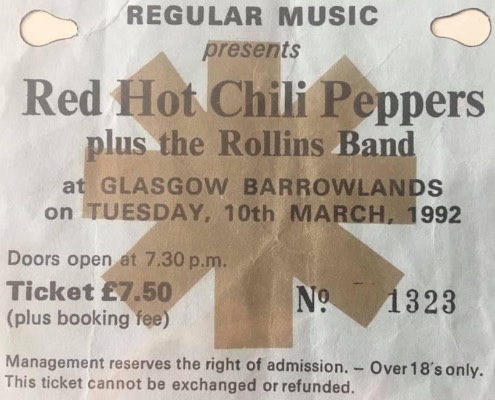 REGULAR MUSIC
presents
Red Hot Chili Peppers
plus the Rollins Band
at GLASGOW BARROWLANDS
on TUESDAY, 10th MARCH, 1992
Doors open at 7.30 p.m.
Ticket £7.50
(plus booking fee)
Nº 1323
Management reserves the right of admission. – Over 18's only.
This ticket cannot be exchanged or refunded.